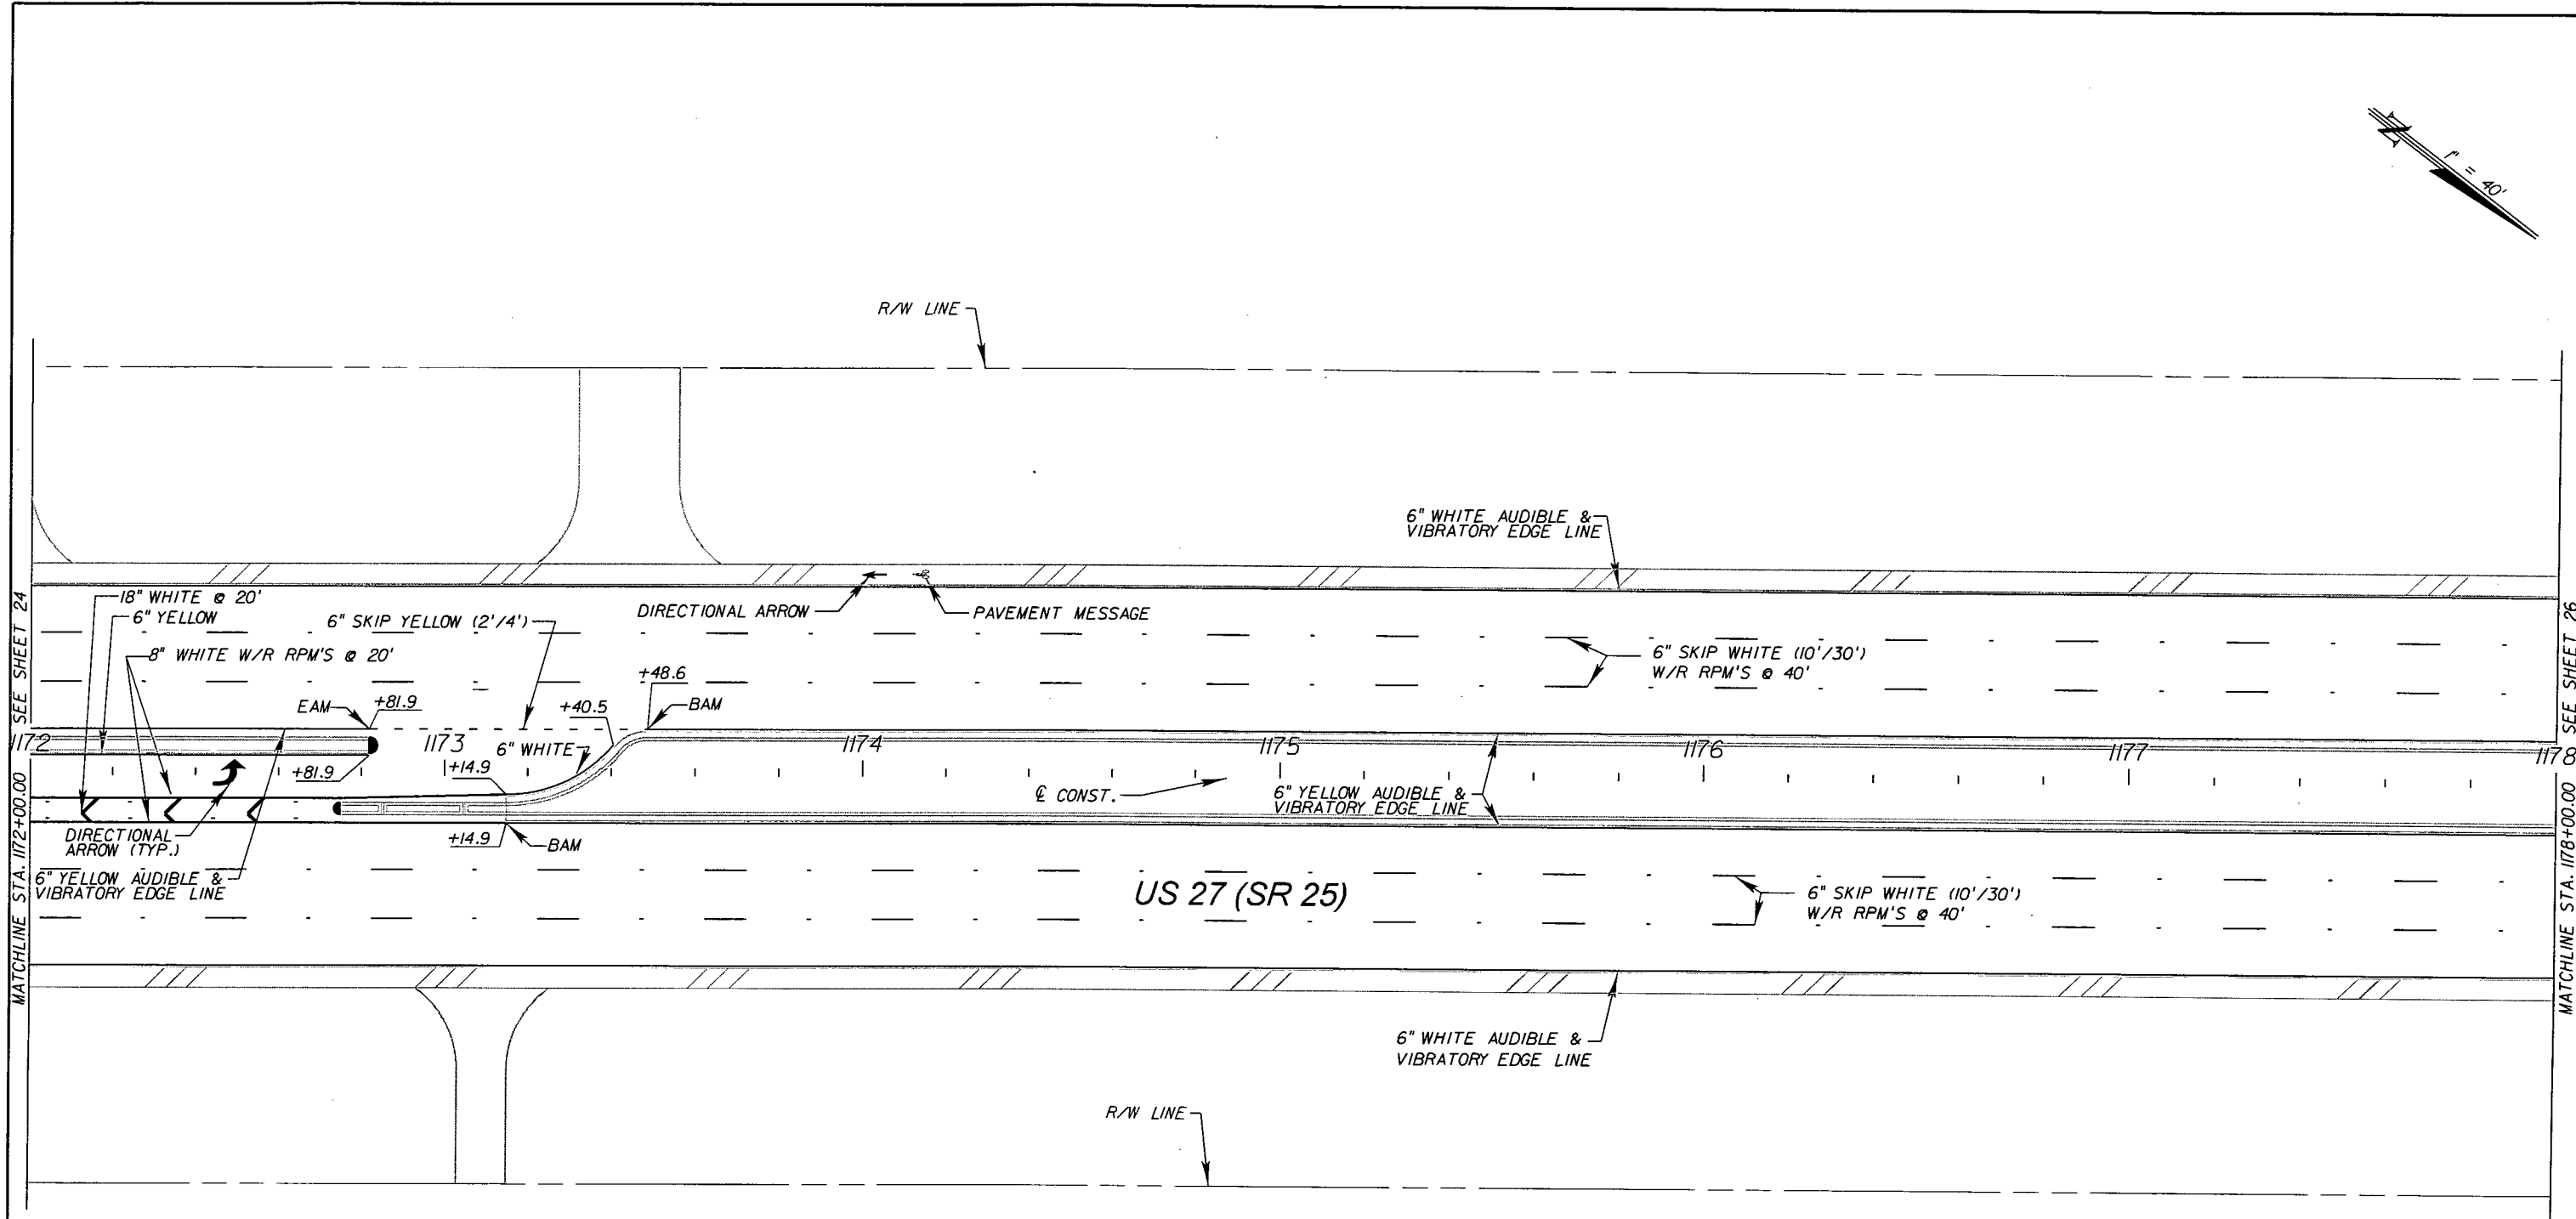 1" = 40'
R/W LINE
6" WHITE AUDIBLE &
VIBRATORY EDGE LINE
18" WHITE @ 20'
6" YELLOW
6" SKIP YELLOW (2'/4')
DIRECTIONAL ARROW
PAVEMENT MESSAGE
8" WHITE W/R RPM'S @ 20'
6" SKIP WHITE (10'/30')
W/R RPM'S @ 40'
+48.6
EAM
+81.9
+40.5
BAM
1172
1173
6" WHITE
1174
1175
1176
1177
1178
+81.9
+14.9
℄ CONST.
6" YELLOW AUDIBLE &
VIBRATORY EDGE LINE
DIRECTIONAL
ARROW (TYP.)
+14.9
BAM
6" YELLOW AUDIBLE &
VIBRATORY EDGE LINE
US 27 (SR 25)
6" SKIP WHITE (10'/30')
W/R RPM'S @ 40'
6" WHITE AUDIBLE &
VIBRATORY EDGE LINE
R/W LINE
MATCHLINE STA. 1172+00.00 SEE SHEET 24
MATCHLINE STA. 1178+00.00 SEE SHEET 26